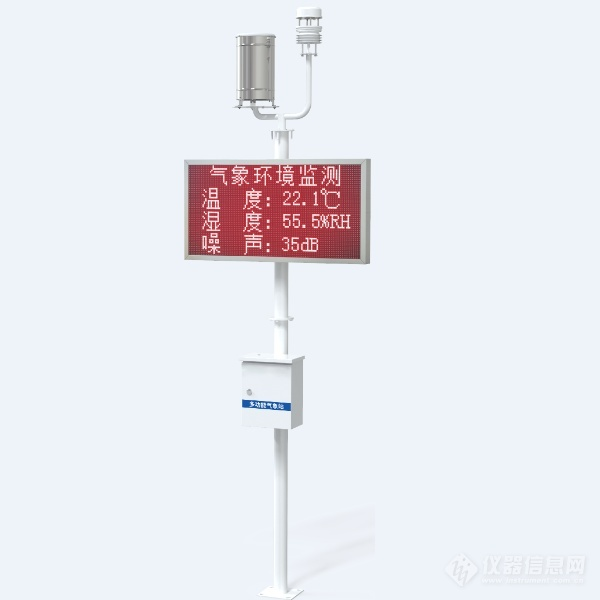 气象环境监测
温 度：22.1℃
湿 度：55.5%RH
噪 声：35dB
多功能气象站
仪器信息网